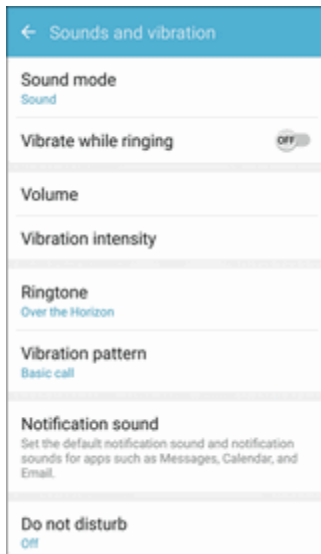 Sounds and vibration
Sound mode
Sound
Vibrate while ringing
OFF
Volume
Vibration intensity
Ringtone
Over the Horizon
Vibration pattern
Basic call
Notification sound
Set the default notification sound and notification
sounds for apps such as Messages, Calendar, and
Email.
Do not disturb
Off